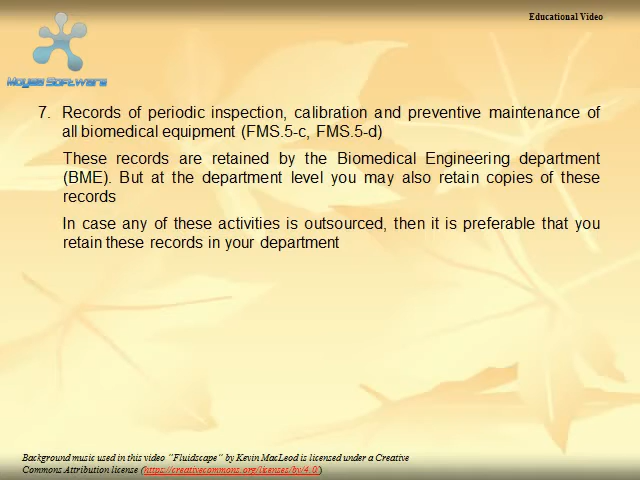 Educational Video
Moyas Software
7. Records of periodic inspection, calibration and preventive maintenance of
all biomedical equipment (FMS.5-c, FMS.5-d)
These records are retained by the Biomedical Engineering department
(BME). But at the department level you may also retain copies of these
records
In case any of these activities is outsourced, then it is preferable that you
retain these records in your department
Background music used in this video "Fluidscape" by Kevin MacLeod is licensed under a Creative
Commons Attribution license (https://creativecommons.org/licenses/by/4.0/)